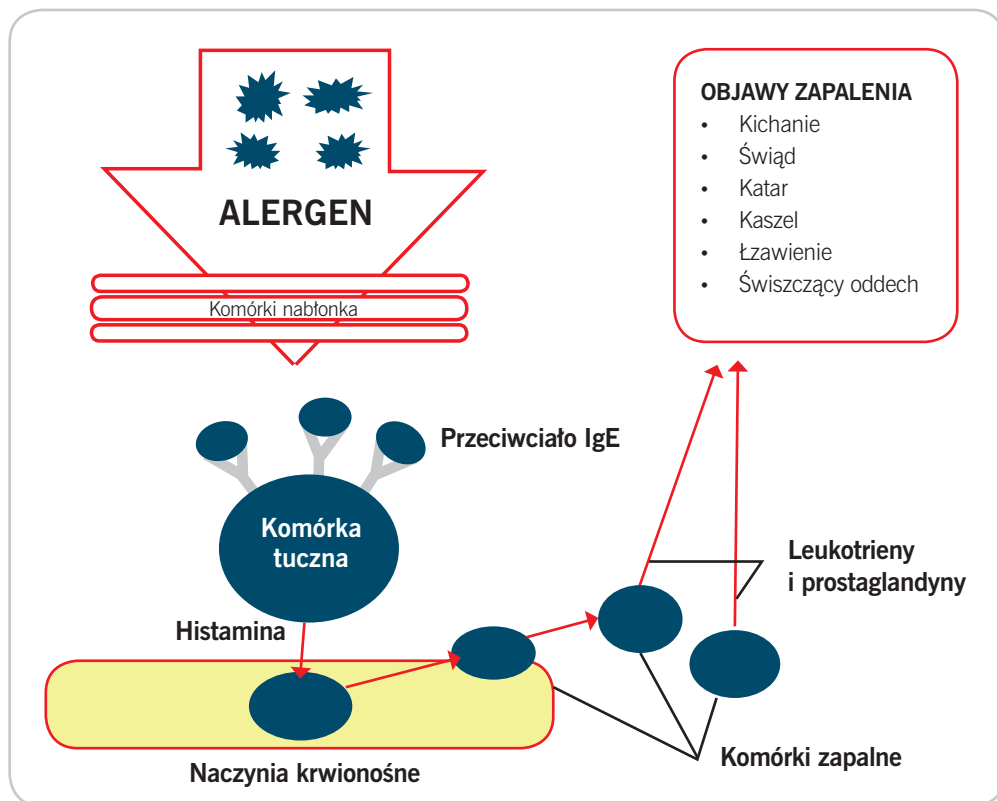 ALERGEN
Komórki nabłonka
OBJAWY ZAPALENIA
• Kichanie
• Świąd
• Katar
• Kaszel
• Łzawienie
• Świszczący oddech
Przeciwciało IgE
Komórka
tuczna
Histamina
Leukotrieny
i prostaglandyny
Komórki zapalne
Naczynia krwionośne